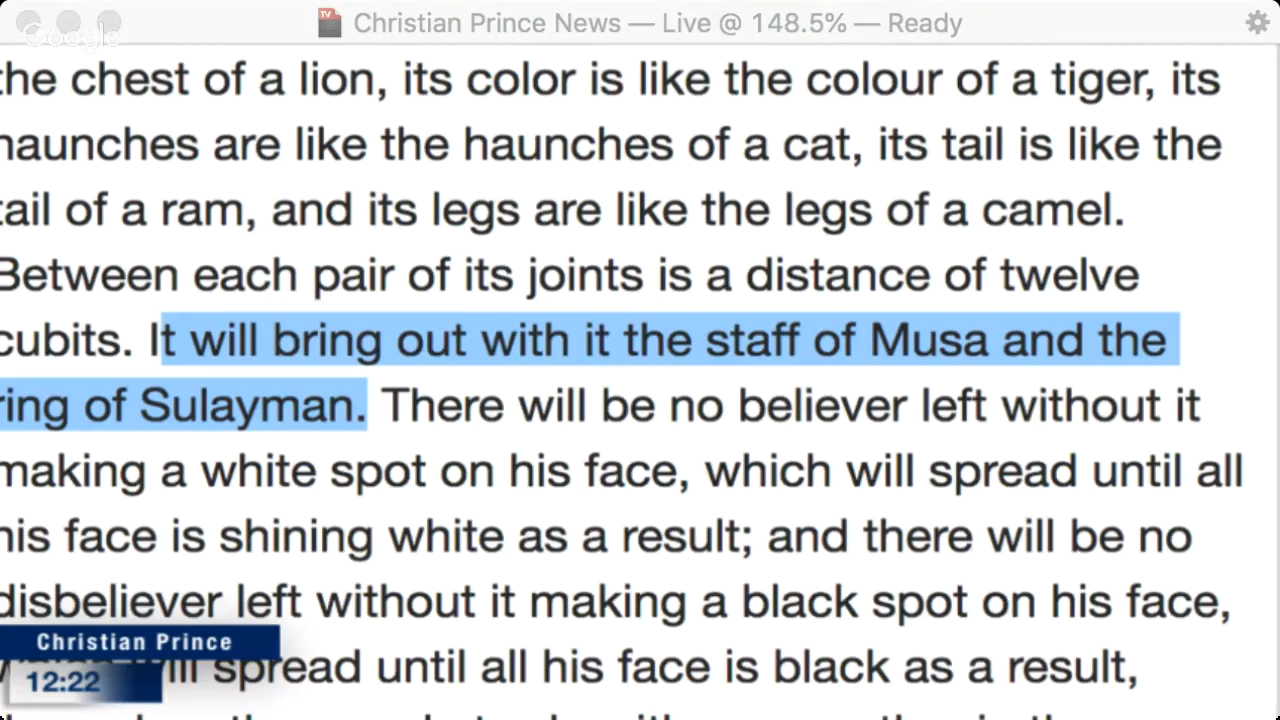 Google
Christian Prince News — Live @ 148.5% — Ready
the chest of a lion, its color is like the colour of a tiger, its
haunches are like the haunches of a cat, its tail is like the
tail of a ram, and its legs are like the legs of a camel.
Between each pair of its joints is a distance of twelve
cubits. It will bring out with it the staff of Musa and the
ring of Sulayman. There will be no believer left without it
making a white spot on his face, which will spread until all
his face is shining white as a result; and there will be no
disbeliever left without it making a black spot on his face,
will spread until all his face is black as a result,
Christian Prince
12:22